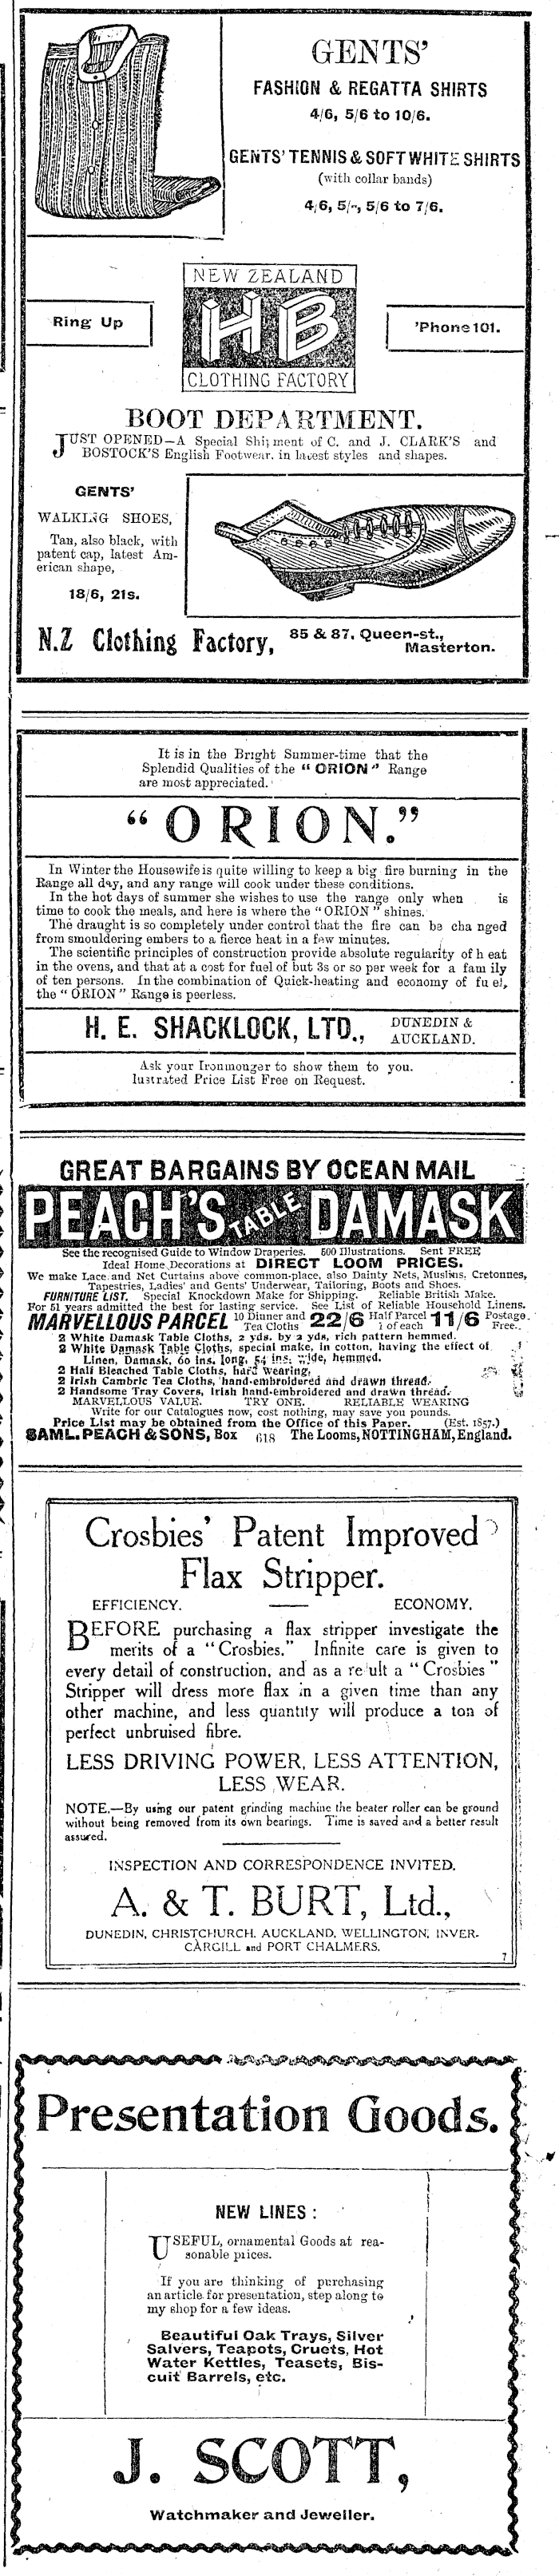 GENTS'
FASHION & REGATTA SHIRTS
4/6, 5/6 to 10/6.
GENTS' TENNIS & SOFT WHITE SHIRTS
(with collar bands)
4/6, 5/-, 5/6 to 7/6.
NEW ZEALAND
HB
CLOTHING FACTORY
Ring Up
'Phone 101.
BOOT DEPARTMENT.
JUST OPENED—A Special Shipment of C. and J. CLARK'S and
BOSTOCK'S English Footwear. in latest styles and shapes.
GENTS'
WALKING SHOES,
Tan, also black, with
patent cap, latest Am-
erican shape,
18/6, 21s.
N.Z Clothing Factory,
85 & 87, Queen-st.,
Masterton.
It is in the Bright Summer-time that the
Splendid Qualities of the "ORION" Range
are most appreciated.
"ORION."
In Winter the Housewife is quite willing to keep a big fire burning in the
Range all day, and any range will cook under these conditions.
In the hot days of summer she wishes to use the range only when is
time to cook the meals, and here is where the "ORION" shines.
The draught is so completely under control that the fire can be cha nged
from smouldering embers to a fierce heat in a few minutes.
The scientific principles of construction provide absolute regularity of h eat
in the ovens, and that at a cost for fuel of but 3s or so per week for a fam ily
of ten persons. In the combination of Quick-heating and economy of fu el,
the "ORION" Range is peerless.
H. E. SHACKLOCK, LTD.,
DUNEDIN &
AUCKLAND.
Ask your Ironmonger to show them to you.
lustrated Price List Free on Request.
GREAT BARGAINS BY OCEAN MAIL
PEACH'S TABLE DAMASK
See the recognised Guide to Window Draperies. 600 Illustrations. Sent FREE
Ideal Home Decorations at DIRECT LOOM PRICES.
We make Lace and Net Curtains above common-place, also Dainty Nets, Muslins, Cretonnes,
Tapestries, Ladies' and Gents' Underwear, Tailoring, Boots and Shoes.
FURNITURE LIST. Special Knockdown Make for Shipping. Reliable British Make.
For 51 years admitted the best for lasting service. See List of Reliable Household Linens.
MARVELLOUS PARCEL 10 Dinner and Tea Cloths 22/6 Half Parcel 1 of each 11/6 Postage Free.
2 White Damask Table Cloths, 2 yds. by 2 yds, rich pattern hemmed.
2 White Damask Table Cloths, special make, in cotton, having the effect of
Linen, Damask, 60 ins. long, 54 ins. wide, hemmed.
2 Half Bleached Table Cloths, hard wearing,
2 Irish Cambric Tea Cloths, hand-embroidered and drawn thread.
2 Handsome Tray Covers, Irish hand-embroidered and drawn thread.
MARVELLOUS VALUE. TRY ONE. RELIABLE WEARING
Write for our Catalogues now, cost nothing, may save you pounds.
Price List may be obtained from the Office of this Paper. (Est. 1857.)
SAML. PEACH & SONS, Box 618 The Looms, NOTTINGHAM, England.
Crosbies' Patent Improved
Flax Stripper.
EFFICIENCY. ECONOMY.
BEFORE purchasing a flax stripper investigate the
merits of a "Crosbies." Infinite care is given to
every detail of construction, and as a re ult a "Crosbies"
Stripper will dress more flax in a given time than any
other machine, and less quantity will produce a ton of
perfect unbruised fibre.
LESS DRIVING POWER, LESS ATTENTION,
LESS WEAR.
NOTE.—By using our patent grinding machine the beater roller can be ground
without being removed from its own bearings. Time is saved and a better result
assured.
INSPECTION AND CORRESPONDENCE INVITED.
A. & T. BURT, Ltd.,
DUNEDIN, CHRISTCHURCH, AUCKLAND, WELLINGTON, INVER-
CARGILL and PORT CHALMERS.
7
Presentation Goods.
NEW LINES:
USEFUL, ornamental Goods at rea-
sonable prices.
If you are thinking of purchasing
an article for presentation, step along to
my shop for a few ideas.
Beautiful Oak Trays, Silver
Salvers, Teapots, Cruets, Hot
Water Kettles, Teasets, Bis-
cuit Barrels, etc.
J. SCOTT,
Watchmaker and Jeweller.